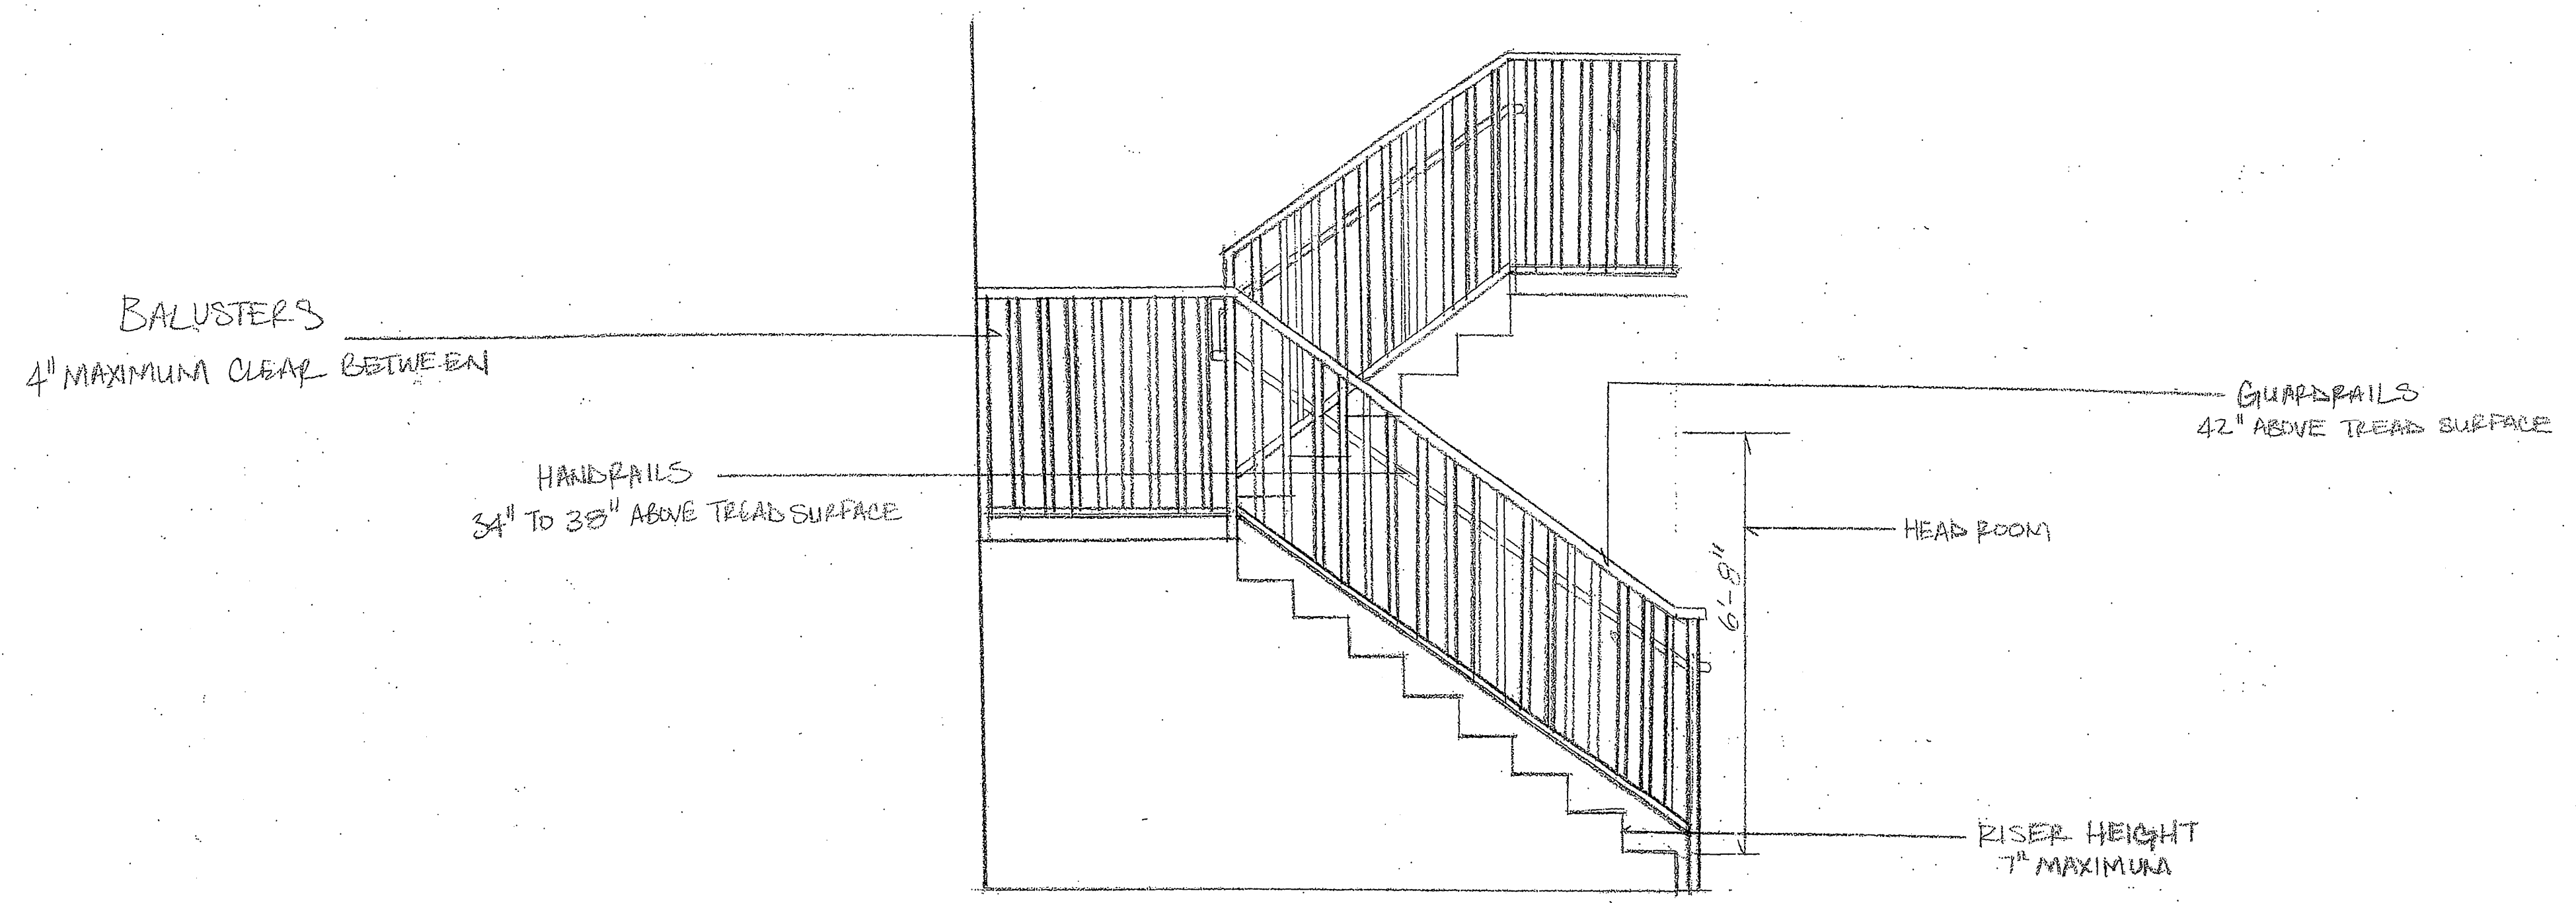 BALUSTERS
4" MAXIMUM CLEAR BETWEEN
HANDRAILS
34" TO 38" ABOVE TREAD SURFACE
GUARDRAILS
42" ABOVE TREAD SURFACE
HEAD ROOM
6'-8"
RISER HEIGHT
7" MAXIMUM